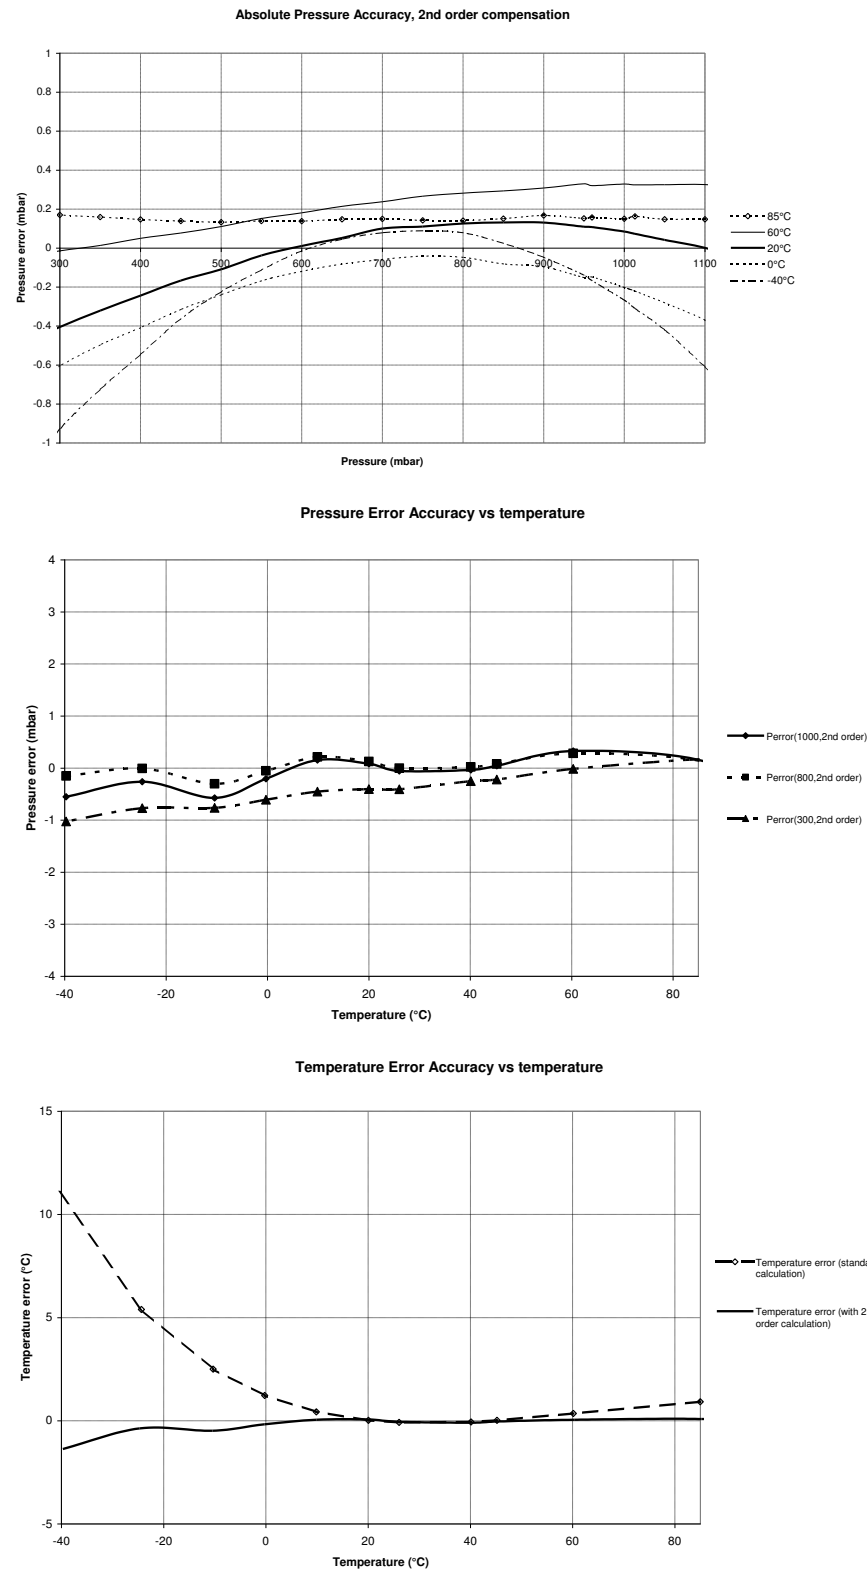 Absolute Pressure Accuracy, 2nd order compensation
1
0.8
0.6
0.4
0.2
0
-0.2
-0.4
-0.6
-0.8
-1
300 400 500 600 700 800 900 1000 1100
Pressure error (mbar)
Pressure (mbar)
85°C
60°C
20°C
0°C
-40°C
Pressure Error Accuracy vs temperature
4
3
2
1
0
-1
-2
-3
-4
-40 -20 0 20 40 60 80
Pressure error (mbar)
Temperature (°C)
Perror(1000,2nd order)
Perror(800,2nd order)
Perror(300,2nd order)
Temperature Error Accuracy vs temperature
15
10
5
0
-5
-40 -20 0 20 40 60 80
Temperature error (°C)
Temperature (°C)
Temperature error (standa
calculation)
Temperature error (with 2
order calculation)